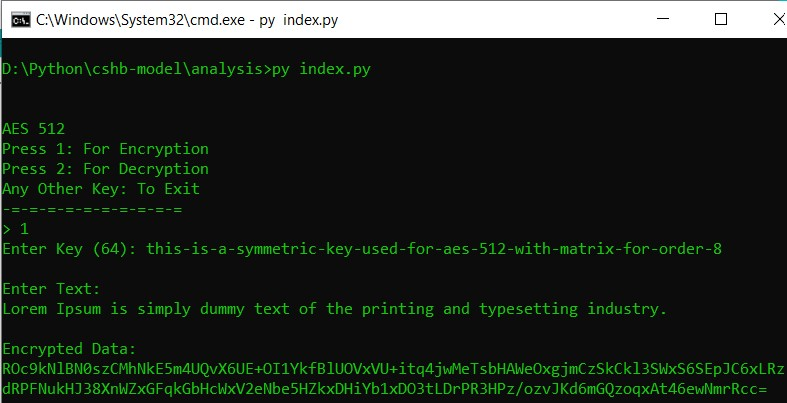 C:\Windows\System32\cmd.exe - py  index.py
D:\Python\cshb-model\analysis>py index.py
AES 512
Press 1: For Encryption
Press 2: For Decryption
Any Other Key: To Exit
-=-=-=-=-=-=-=-=-=-=
> 1
Enter Key (64): this-is-a-symmetric-key-used-for-aes-512-with-matrix-for-order-8
Enter Text:
Lorem Ipsum is simply dummy text of the printing and typesetting industry.
Encrypted Data:
ROc9kNlBN0szCMhNkE5m4UQvX6UE+OI1YkfBlUOVxVU+itq4jwMeTsbHAWeOxgjmCzSkCkl3SWxS6SEpJC6xLRz
dRPFNukHJ38XnWZxGFqkGbHcWxV2eNbe5HZkxDHiYb1xDO3tLDrPR3HPz/ozvJKd6mGQzoqxAt46ewNmrRcc=